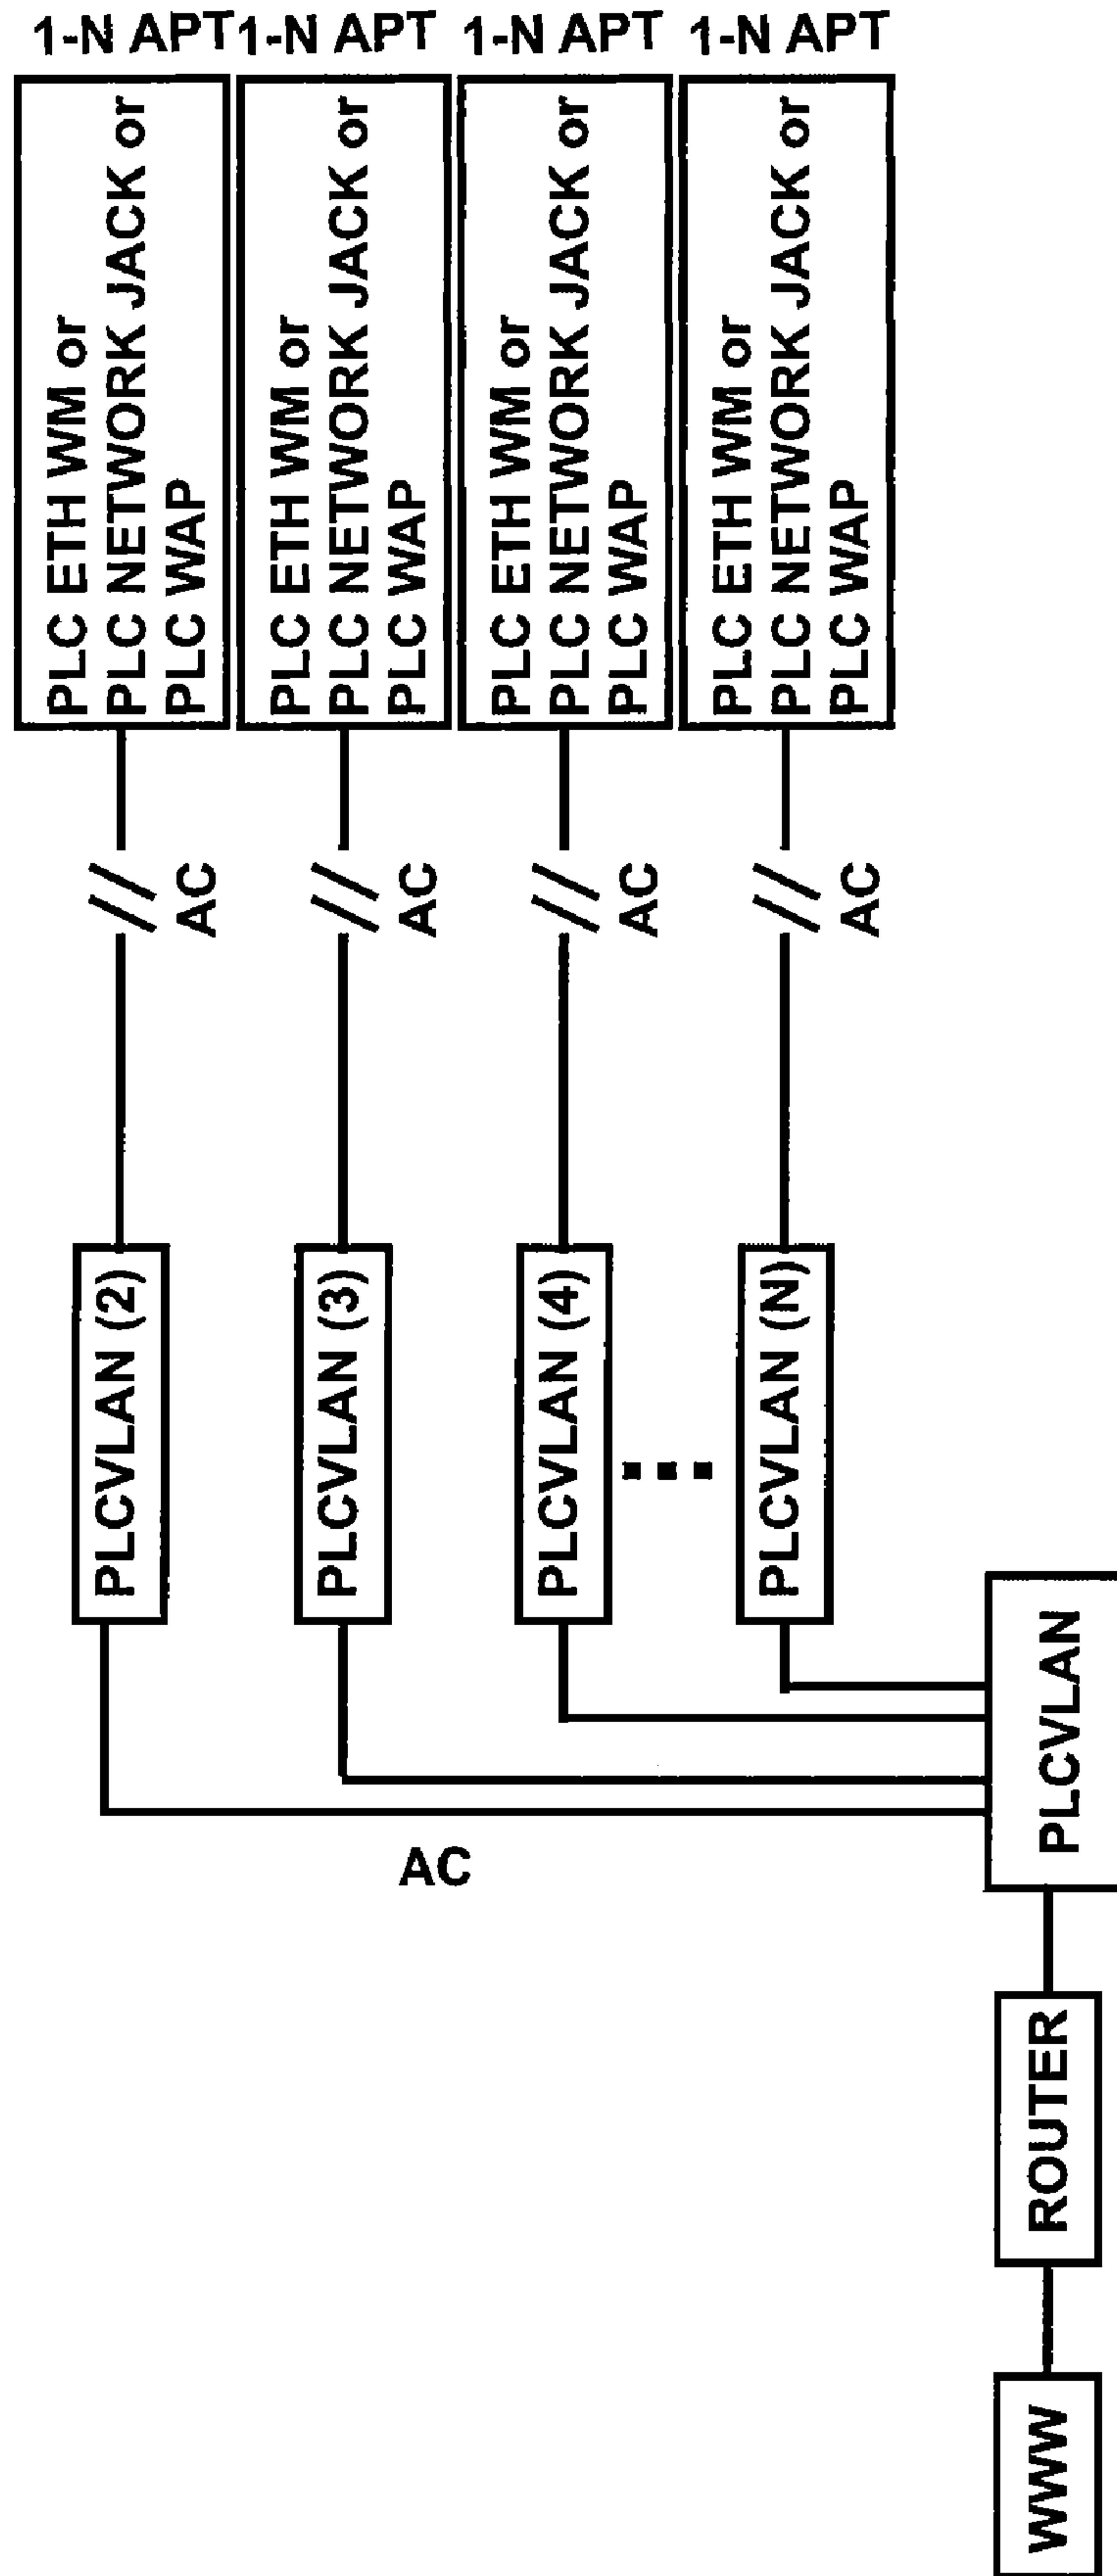 1-N APT
PLC ETH WM or
PLC NETWORK JACK or
PLC WAP
1-N APT
PLC ETH WM or
PLC NETWORK JACK or
PLC WAP
1-N APT
PLC ETH WM or
PLC NETWORK JACK or
PLC WAP
1-N APT
PLC ETH WM or
PLC NETWORK JACK or
PLC WAP
AC
AC
AC
AC
PLCVLAN (2)
PLCVLAN (3)
PLCVLAN (4)
PLCVLAN (N)
AC
PLCVLAN
ROUTER
WWW